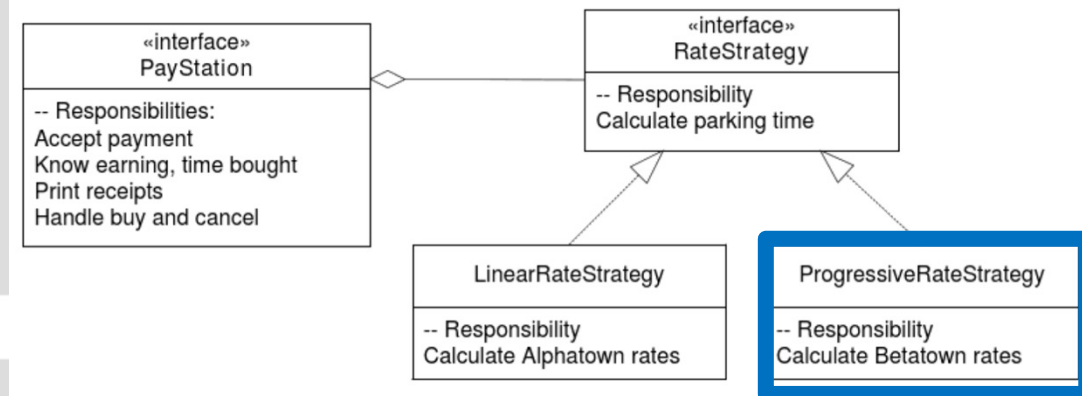 «interface»
PayStation
-- Responsibilities:
Accept payment
Know earning, time bought
Print receipts
Handle buy and cancel
«interface»
RateStrategy
-- Responsibility
Calculate parking time
LinearRateStrategy
-- Responsibility
Calculate Alphatown rates
ProgressiveRateStrategy
-- Responsibility
Calculate Betatown rates